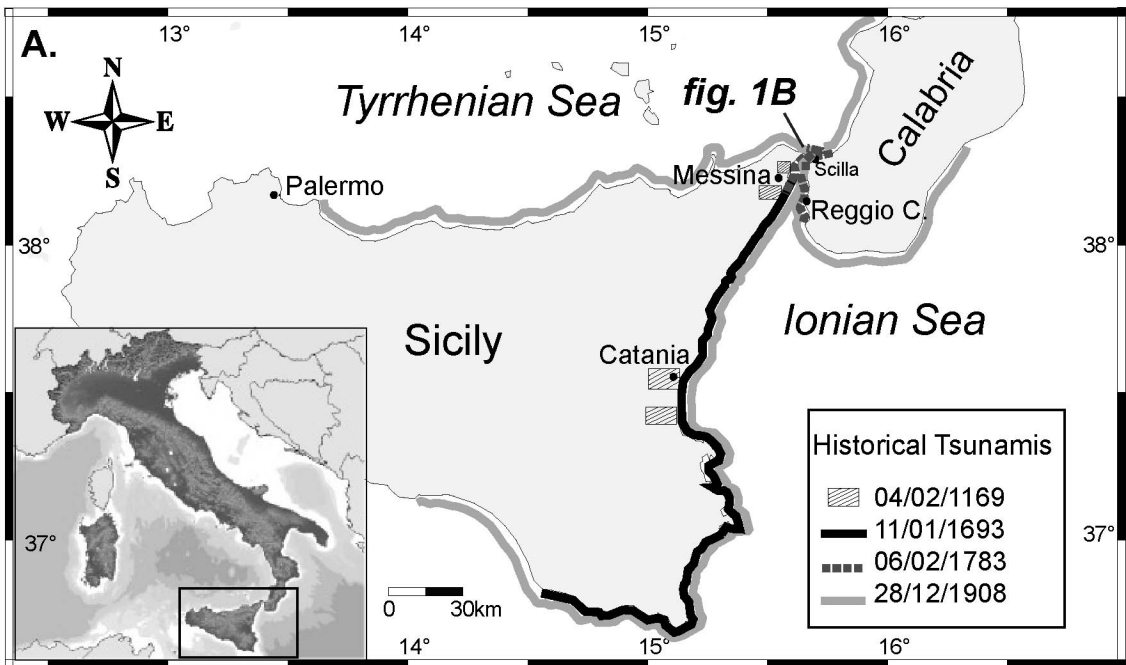 A.
13°
14°
15°
16°
N
W E
S
Tyrrhenian Sea
fig. 1B
Calabria
Messina
Scilla
Palermo
Reggio C.
38°
38°
Ionian Sea
Sicily
Catania
Historical Tsunamis
04/02/1169
11/01/1693
06/02/1783
28/12/1908
37°
37°
0 30km
14°
15°
16°